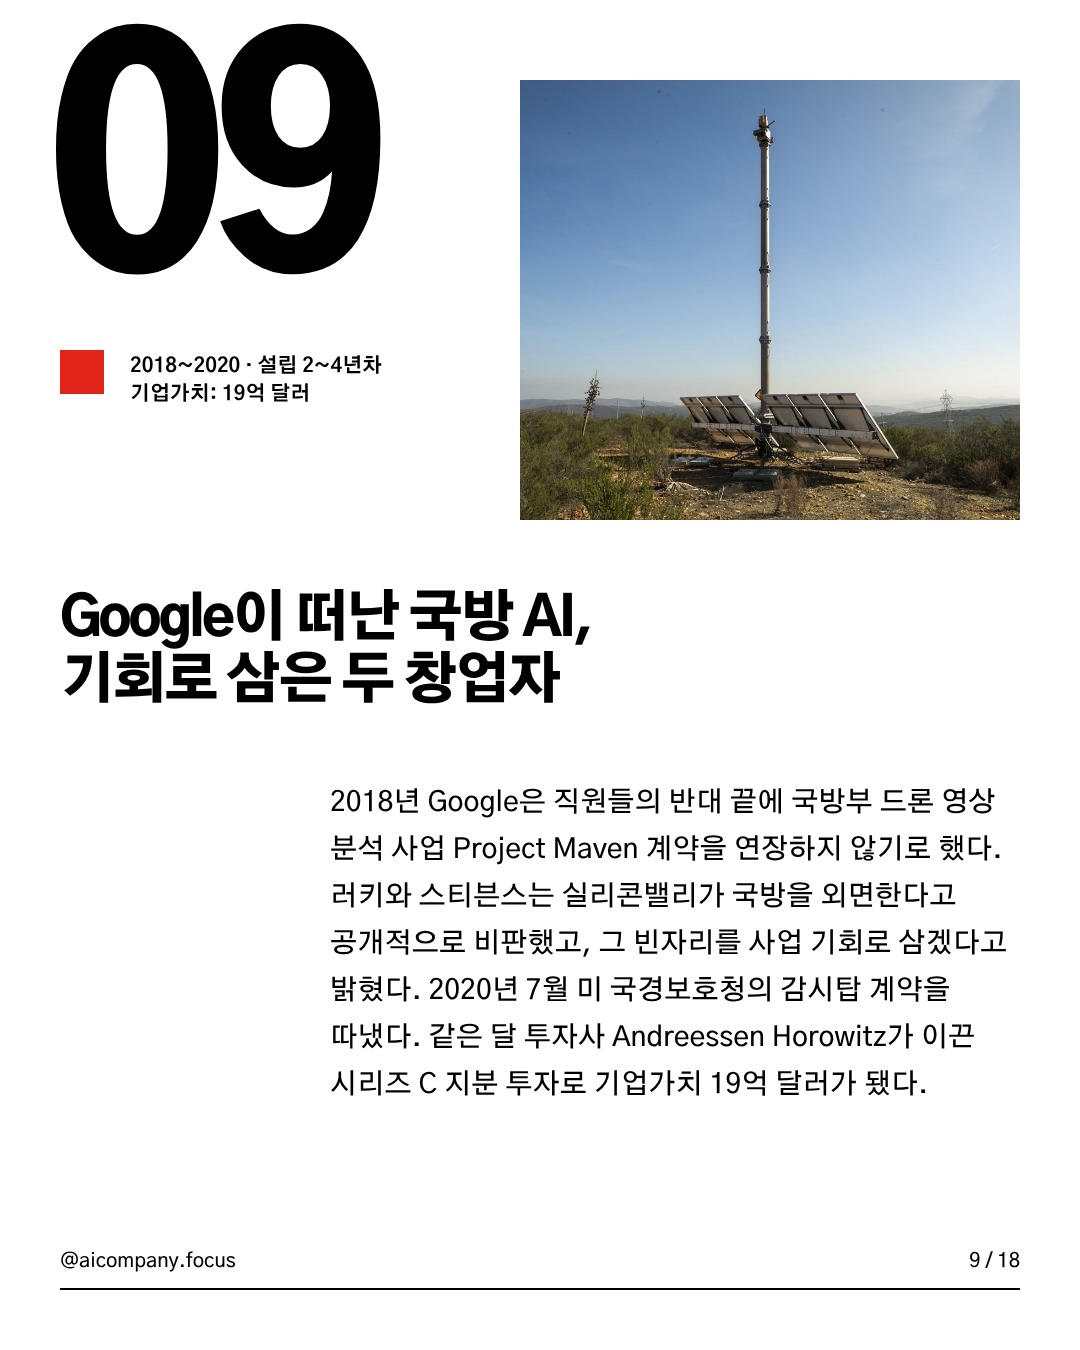 09
2018~2020 · 설립 2~4년차
기업가치: 19억 달러
Google이 떠난 국방 AI,
기회로 삼은 두 창업자
2018년 Google은 직원들의 반대 끝에 국방부 드론 영상
분석 사업 Project Maven 계약을 연장하지 않기로 했다.
러키와 스티븐스는 실리콘밸리가 국방을 외면한다고
공개적으로 비판했고, 그 빈자리를 사업 기회로 삼겠다고
밝혔다. 2020년 7월 미 국경보호청의 감시탑 계약을
따냈다. 같은 달 투자사 Andreessen Horowitz가 이끈
시리즈 C 지분 투자로 기업가치 19억 달러가 됐다.
@aicompany.focus
9 / 18